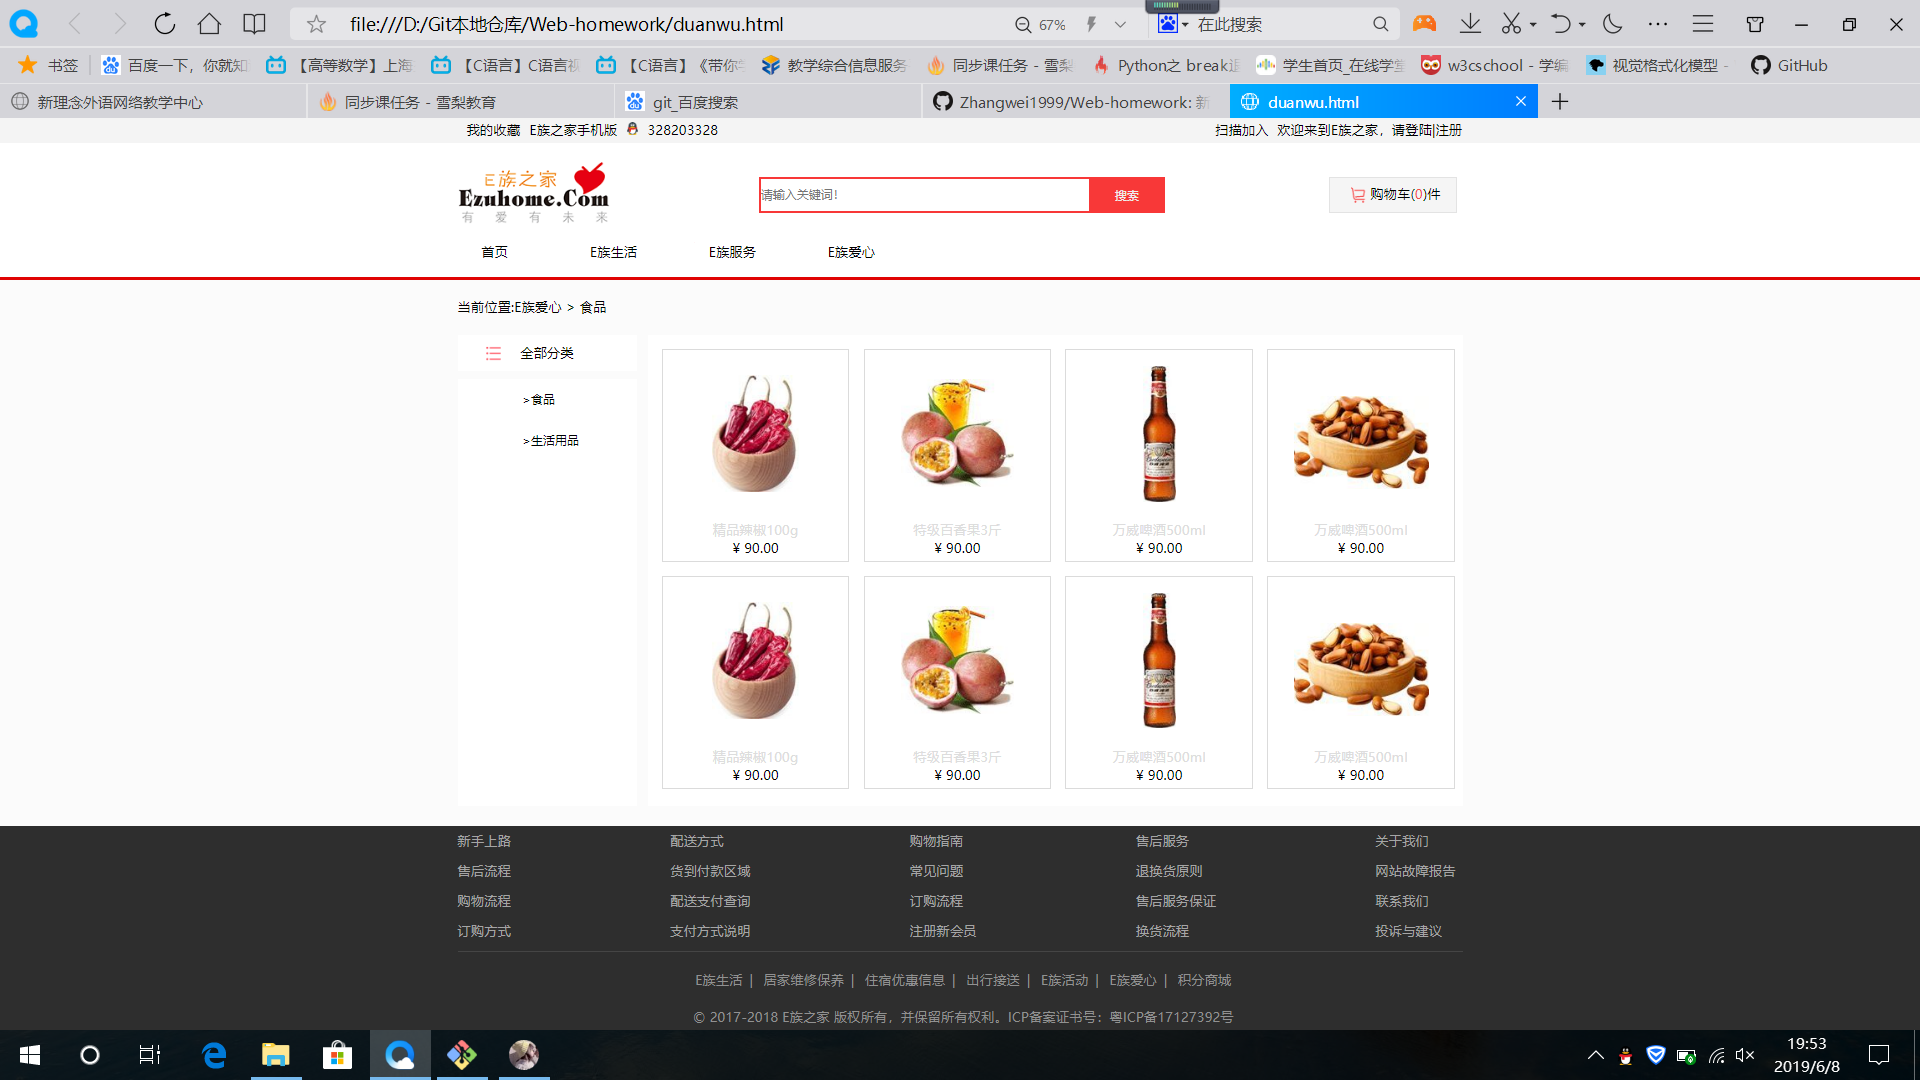 file:///D:/Git本地仓库/Web-homework/duanwu.html 67% 在此搜索
书签 百度一下，你就知 【高等数学】上海 【C语言】C语言视 【C语言】《带你 教学综合信息服务 同步课任务 - 雪梨 Python之 break退 学生首页_在线学堂 w3cschool - 学编 视觉格式化模型 - GitHub
新理念外语网络教学中心 同步课任务 - 雪梨教育 git_百度搜索 Zhangwei1999/Web-homework: 新 duanwu.html
我的收藏 E族之家手机版 328203328 扫描加入 欢迎来到E族之家，请登陆|注册
E族之家
Ezuhome.Com
有爱有未来
请输入关键词！ 搜索 购物车(0)件
首页 E族生活 E族服务 E族爱心
当前位置:E族爱心 > 食品
全部分类
>食品
>生活用品
精品辣椒100g 特级百香果3斤 万威啤酒500ml 万威啤酒500ml
¥ 90.00 ¥ 90.00 ¥ 90.00 ¥ 90.00
精品辣椒100g 特级百香果3斤 万威啤酒500ml 万威啤酒500ml
¥ 90.00 ¥ 90.00 ¥ 90.00 ¥ 90.00
新手上路 配送方式 购物指南 售后服务 关于我们
售后流程 货到付款区域 常见问题 退换货原则 网站故障报告
购物流程 配送支付查询 订购流程 售后服务保证 联系我们
订购方式 支付方式说明 注册新会员 换货流程 投诉与建议
E族生活 | 居家维修保养 | 住宿优惠信息 | 出行接送 | E族活动 | E族爱心 | 积分商城
© 2017-2018 E族之家 版权所有，并保留所有权利。ICP备案证书号：粤ICP备17127392号
19:53
2019/6/8